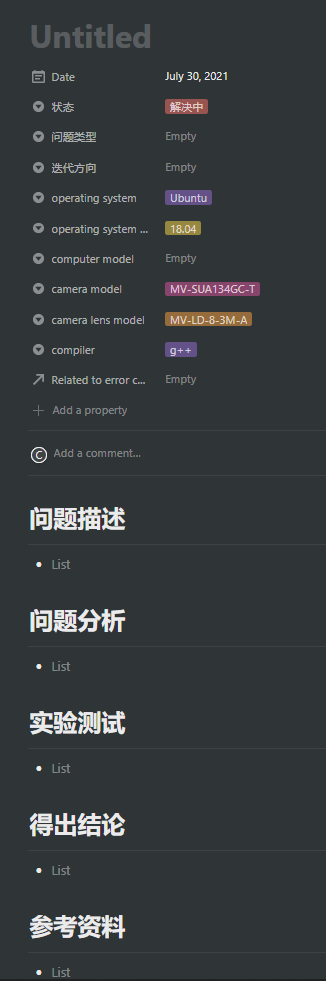 Untitled
Date July 30, 2021
状态 解决中
问题类型 Empty
迭代方向 Empty
operating system Ubuntu
operating system ... 18.04
computer model Empty
camera model MV-SUA134GC-T
camera lens model MV-LD-8-3M-A
compiler g++
Related to error c... Empty
Add a property
C Add a comment...
问题描述
List
问题分析
List
实验测试
List
得出结论
List
参考资料
List